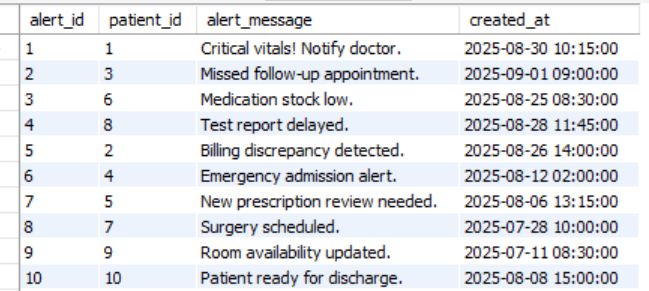 alert_id patient_id alert_message created_at
1 1 Critical vitals! Notify doctor. 2025-08-30 10:15:00
2 3 Missed follow-up appointment. 2025-09-01 09:00:00
3 6 Medication stock low. 2025-08-25 08:30:00
4 8 Test report delayed. 2025-08-28 11:45:00
5 2 Billing discrepancy detected. 2025-08-26 14:00:00
6 4 Emergency admission alert. 2025-08-12 02:00:00
7 5 New prescription review needed. 2025-08-06 13:15:00
8 7 Surgery scheduled. 2025-07-28 10:00:00
9 9 Room availability updated. 2025-07-11 08:30:00
10 10 Patient ready for discharge. 2025-08-08 15:00:00